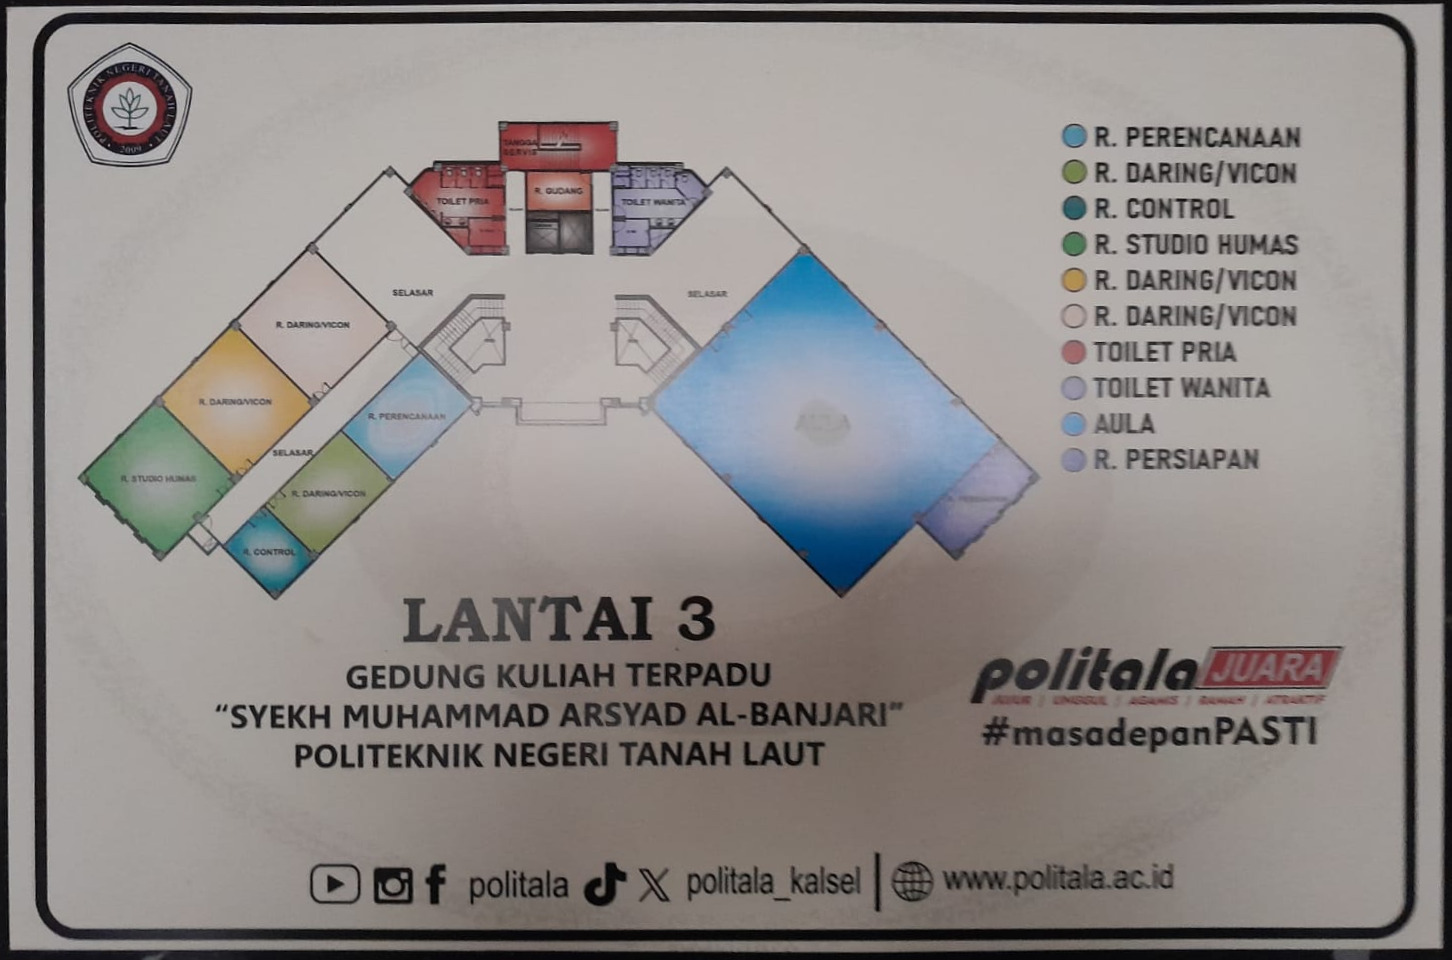 POLITEKNIK NEGERI TANAH LAUT
2009
TANGGA
SERVIS
TOILET PRIA
R. GUDANG
TOILET WANITA
SELASAR
SELASAR
R. DARING/VICON
R. DARING/VICON
R. PERENCANAAN
AULA
SELASAR
R. STUDIO HUMAS
R. DARING/VICON
R. CONTROL
R. PERENCANAAN
R. DARING/VICON
R. CONTROL
R. STUDIO HUMAS
R. DARING/VICON
R. DARING/VICON
TOILET PRIA
TOILET WANITA
AULA
R. PERSIAPAN
LANTAI 3
GEDUNG KULIAH TERPADU
“SYEKH MUHAMMAD ARSYAD AL-BANJARI”
POLITEKNIK NEGERI TANAH LAUT
politala JUARA
JUJUR | UNGGUL | AGAMIS | RAMAH | ATRAKTIF
#masadepanPASTI
politala politala_kalsel | www.politala.ac.id